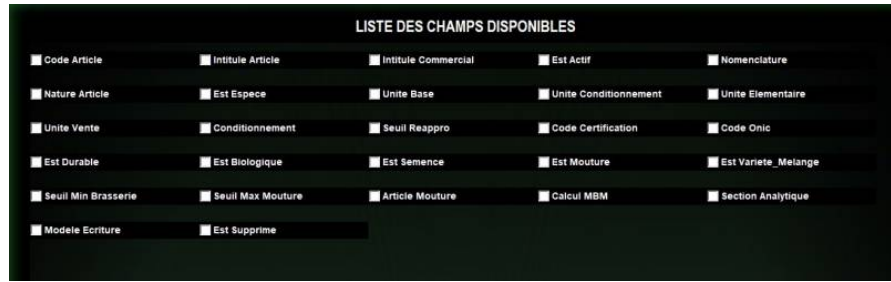 LISTE DES CHAMPS DISPONIBLES
Code Article Intitule Article Intitule Commercial Est Actif Nomenclature
Nature Article Est Espece Unite Base Unite Conditionnement Unite Elementaire
Unite Vente Conditionnement Seuil Reappro Code Certification Code Onic
Est Durable Est Biologique Est Semence Est Mouture Est Variete_Melange
Seuil Min Brasserie Seuil Max Mouture Article Mouture Calcul MBM Section Analytique
Modele Ecriture Est Supprime